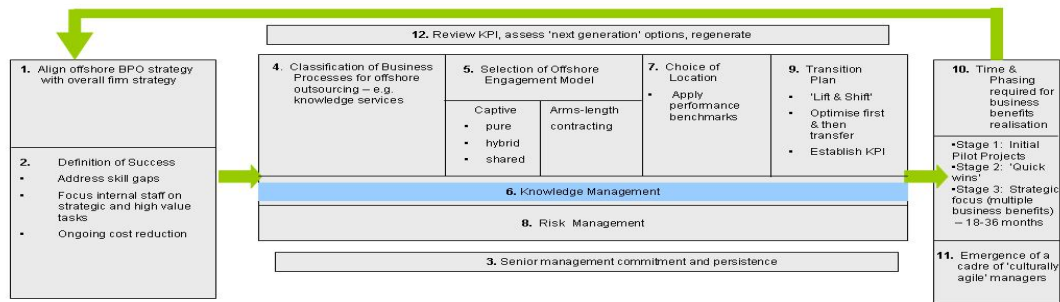 12. Review KPI, assess 'next generation' options, regenerate
1. Align offshore BPO strategy
with overall firm strategy
2. Definition of Success
▪ Address skill gaps
▪ Focus internal staff on
strategic and high value
tasks
▪ Ongoing cost reduction
4. Classification of Business
Processes for offshore
outsourcing – e.g.
knowledge services
5. Selection of Offshore
Engagement Model
Captive
▪ pure
▪ hybrid
▪ shared
Arms-length
contracting
7. Choice of
Location
▪ Apply
performance
benchmarks
9. Transition
Plan
▪ 'Lift & Shift'
▪ Optimise first
& then
transfer
▪ Establish KPI
6. Knowledge Management
8. Risk Management
3. Senior management commitment and persistence
10. Time &
Phasing
required for
business
benefits
realisation
▪Stage 1: Initial
Pilot Projects
▪Stage 2: 'Quick
wins'
▪Stage 3: Strategic
focus (multiple
business benefits)
– 18-36 months
11. Emergence of a
cadre of 'culturally
agile' managers